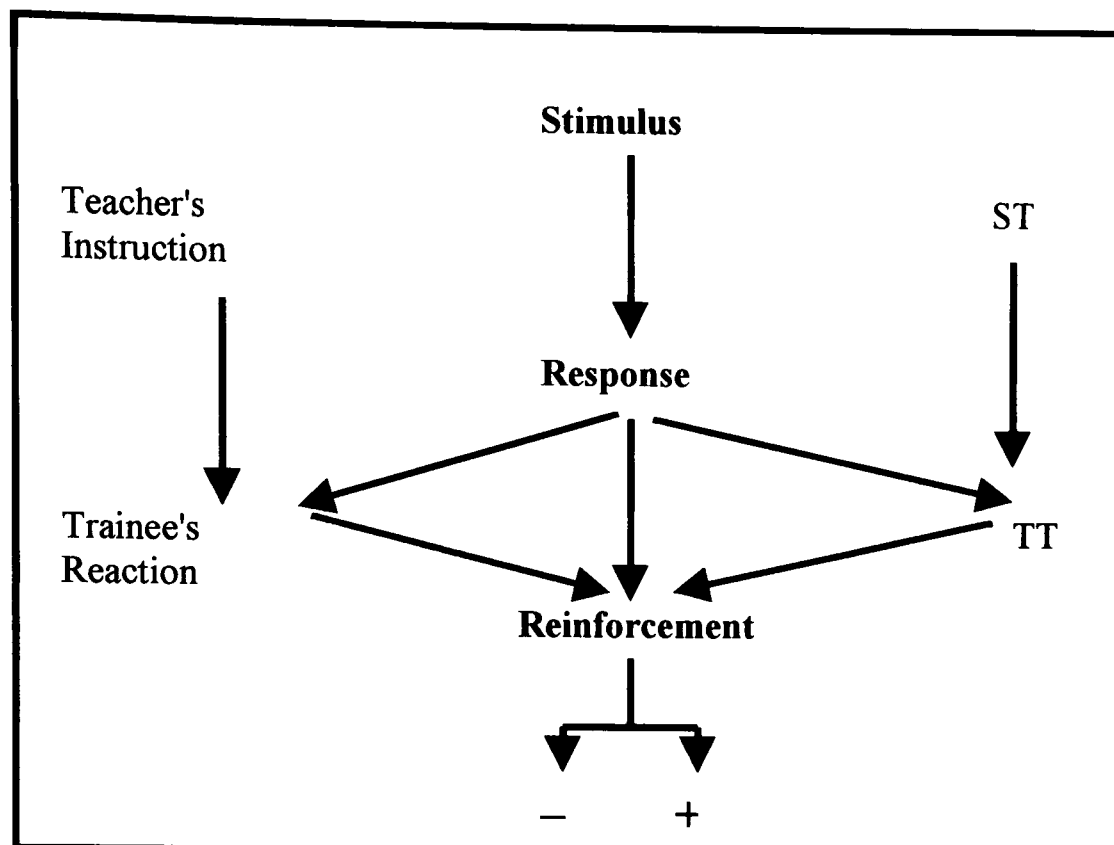 Stimulus
Teacher's
Instruction
ST
Response
Trainee's
Reaction
TT
Reinforcement
– +